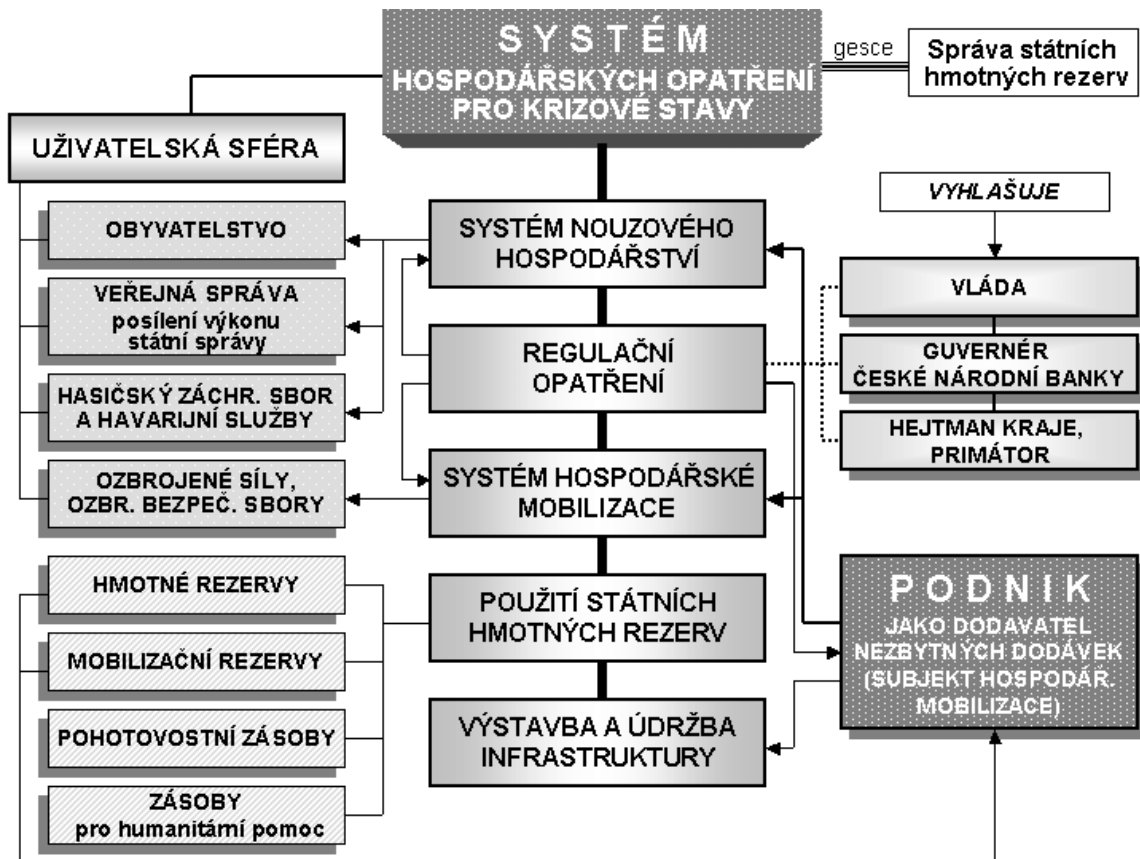 S Y S T É M
HOSPODÁŘSKÝCH OPATŘENÍ
PRO KRIZOVÉ STAVY
gesce
Správa státních
hmotných rezerv
UŽIVATELSKÁ SFÉRA
OBYVATELSTVO
VEŘEJNÁ SPRÁVA
posílení výkonu
státní správy
HASIČSKÝ ZÁCHR. SBOR
A HAVARIJNÍ SLUŽBY
OZBROJENÉ SÍLY,
OZBR. BEZPEČ. SBORY
HMOTNÉ REZERVY
MOBILIZAČNÍ REZERVY
POHOTOVOSTNÍ ZÁSOBY
ZÁSOBY
pro humanitární pomoc
SYSTÉM NOUZOVÉHO
HOSPODÁŘSTVÍ
REGULAČNÍ
OPATŘENÍ
SYSTÉM HOSPODÁŘSKÉ
MOBILIZACE
POUŽITÍ STÁTNÍCH
HMOTNÝCH REZERV
VÝSTAVBA A ÚDRŽBA
INFRASTRUKTURY
VYHLAŠUJE
VLÁDA
GUVERNÉR
ČESKÉ NÁRODNÍ BANKY
HEJTMAN KRAJE,
PRIMÁTOR
P O D N I K
JAKO DODAVATEL
NEZBYTNÝCH DODÁVEK
(SUBJEKT HOSPODÁŘ.
MOBILIZACE)